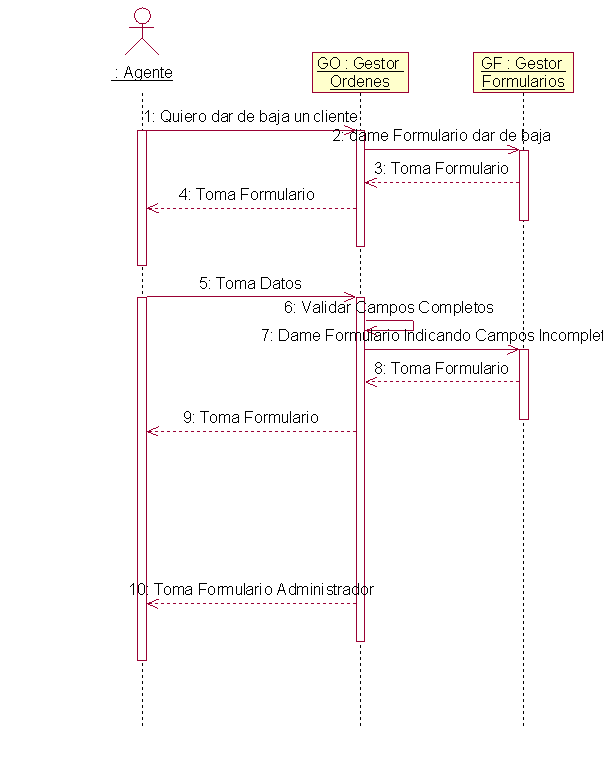 : Agente
GO : Gestor
Ordenes
GF : Gestor
Formularios
1: Quiero dar de baja un cliente
2: dame Formulario dar de baja
3: Toma Formulario
4: Toma Formulario
5: Toma Datos
6: Validar Campos Completos
7: Dame Formulario Indicando Campos Incomplet
8: Toma Formulario
9: Toma Formulario
10: Toma Formulario Administrador